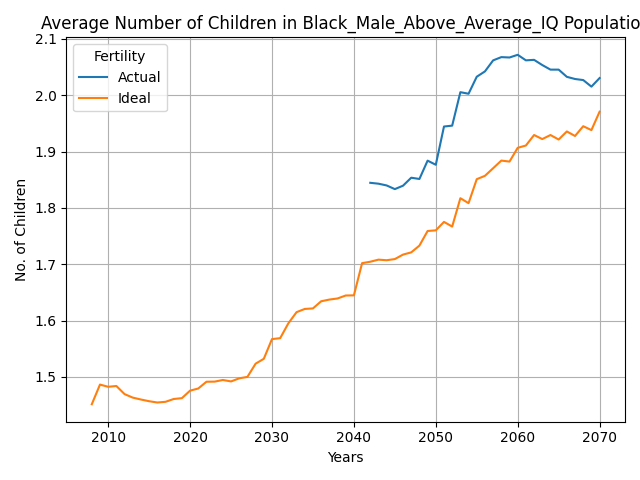 Average Number of Children in Black_Male_Above_Average_IQ Populatio
2.1
2.0
1.9
1.8
1.7
1.6
1.5
No. of Children
Fertility
Actual
Ideal
2010 2020 2030 2040 2050 2060 2070
Years